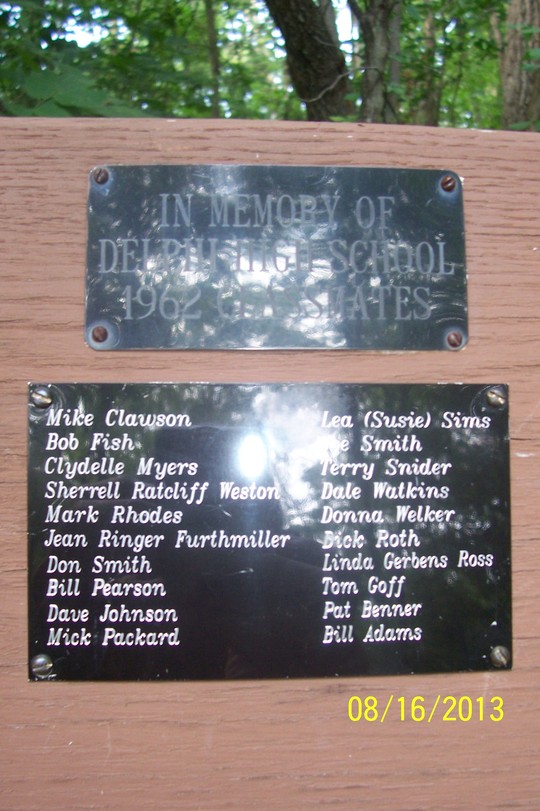 IN MEMORY OF
DELPHI HIGH SCHOOL
1962 CLASSMATES
Mike Clawson
Bob Fish
Clydelle Myers
Sherrell Ratcliff Weston
Mark Rhodes
Jean Ringer Furthmiller
Don Smith
Bill Pearson
Dave Johnson
Mick Packard
Lea (Susie) Sims
Smith
Terry Snider
Dale Watkins
Donna Welker
Dick Roth
Linda Gerbens Ross
Tom Goff
Pat Benner
Bill Adams
08/16/2013